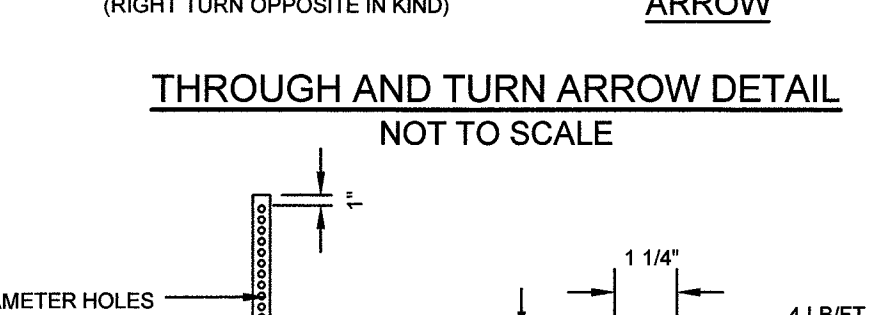 (RIGHT TURN OPPOSITE IN KIND)
ARROW
THROUGH AND TURN ARROW DETAIL
NOT TO SCALE
1"
1 1/4"
AMETER HOLES
4 LB/FT